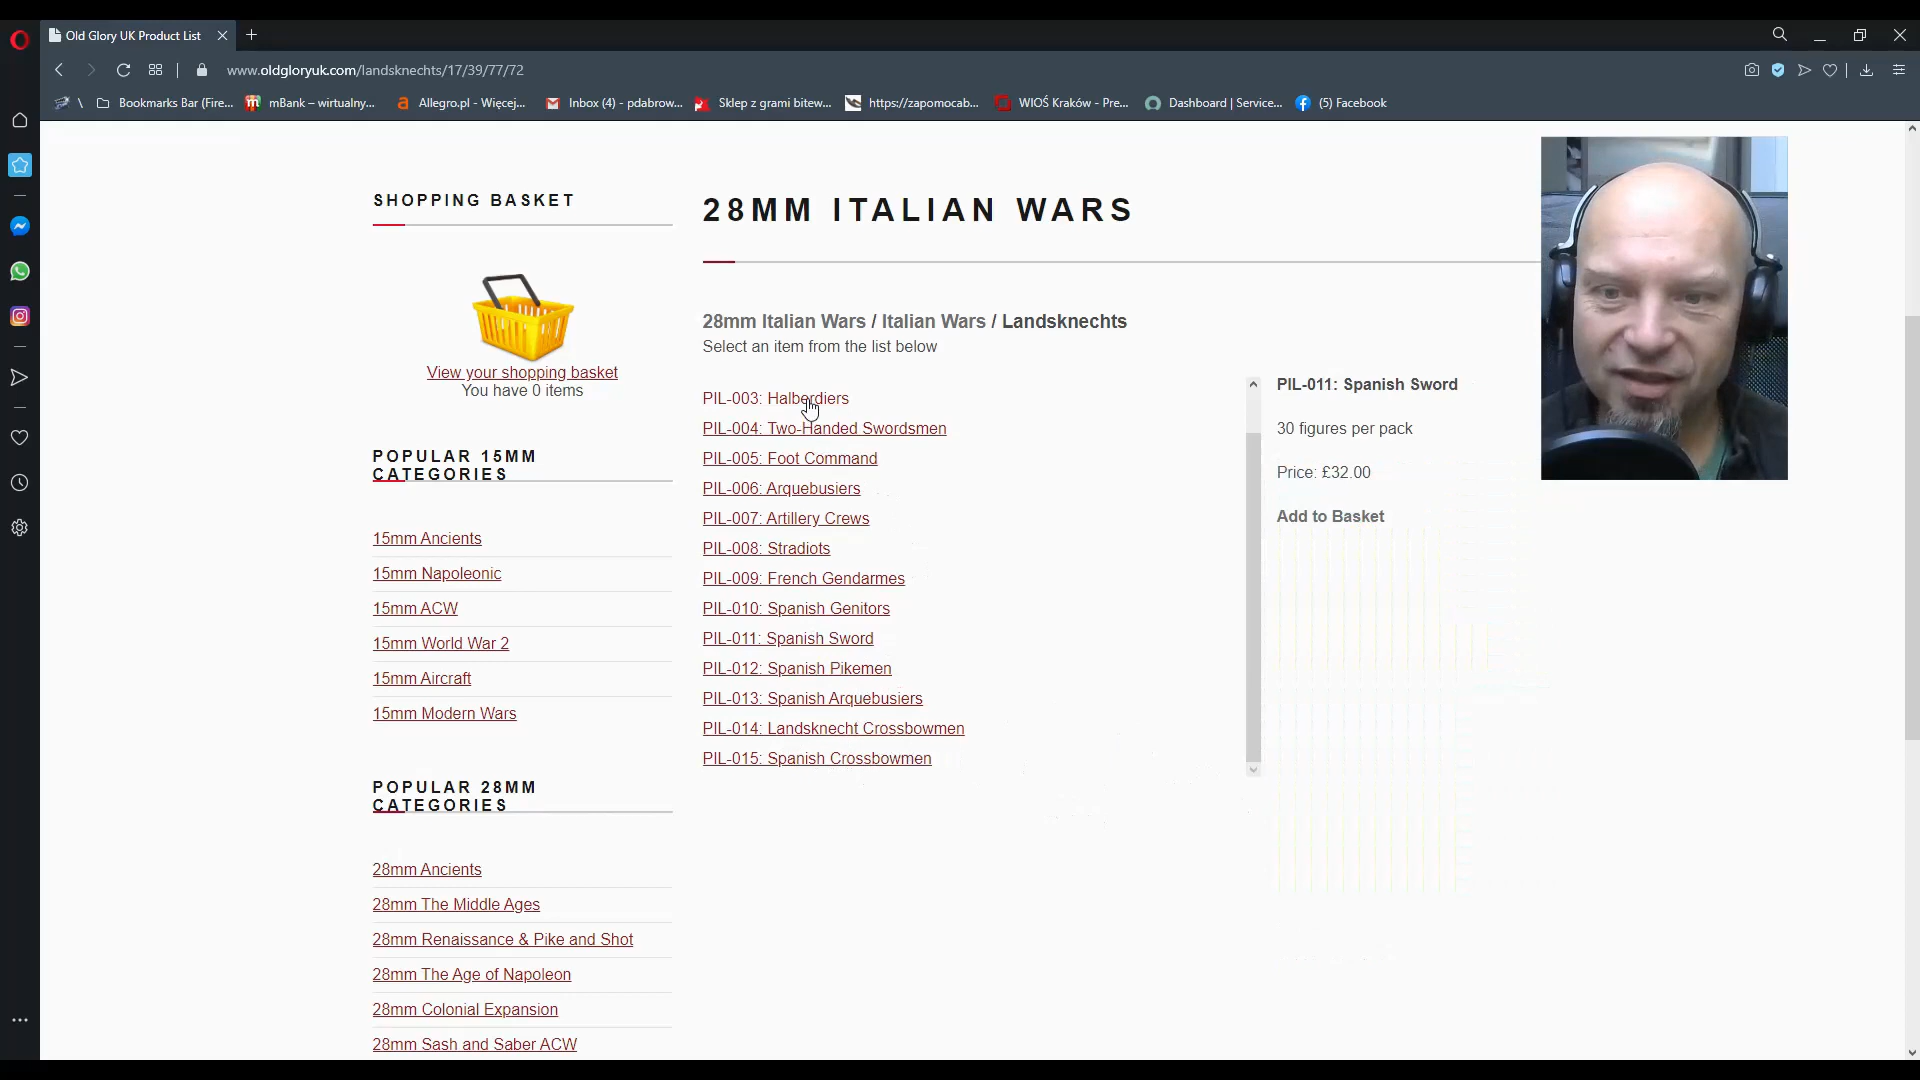 Old Glory UK Product List
www.oldgloryuk.com/landsknechts/17/39/77/72
\
Bookmarks Bar (Fire...
mBank – wirtualny...
Allegro.pl - Więcej...
Inbox (4) - pdabrow...
Sklep z grami bitew...
https://zapomocab...
WIOŚ Kraków - Pre...
Dashboard | Service...
(5) Facebook
SHOPPING BASKET
View your shopping basket
You have 0 items
POPULAR 15MM
CATEGORIES
15mm Ancients
15mm Napoleonic
15mm ACW
15mm World War 2
15mm Aircraft
15mm Modern Wars
POPULAR 28MM
CATEGORIES
28mm Ancients
28mm The Middle Ages
28mm Renaissance & Pike and Shot
28mm The Age of Napoleon
28mm Colonial Expansion
28mm Sash and Saber ACW
28MM ITALIAN WARS
28mm Italian Wars / Italian Wars / Landsknechts
Select an item from the list below
PIL-003: Halberdiers
PIL-004: Two-Handed Swordsmen
PIL-005: Foot Command
PIL-006: Arquebusiers
PIL-007: Artillery Crews
PIL-008: Stradiots
PIL-009: French Gendarmes
PIL-010: Spanish Genitors
PIL-011: Spanish Sword
PIL-012: Spanish Pikemen
PIL-013: Spanish Arquebusiers
PIL-014: Landsknecht Crossbowmen
PIL-015: Spanish Crossbowmen
PIL-011: Spanish Sword
30 figures per pack
Price: £32.00
Add to Basket